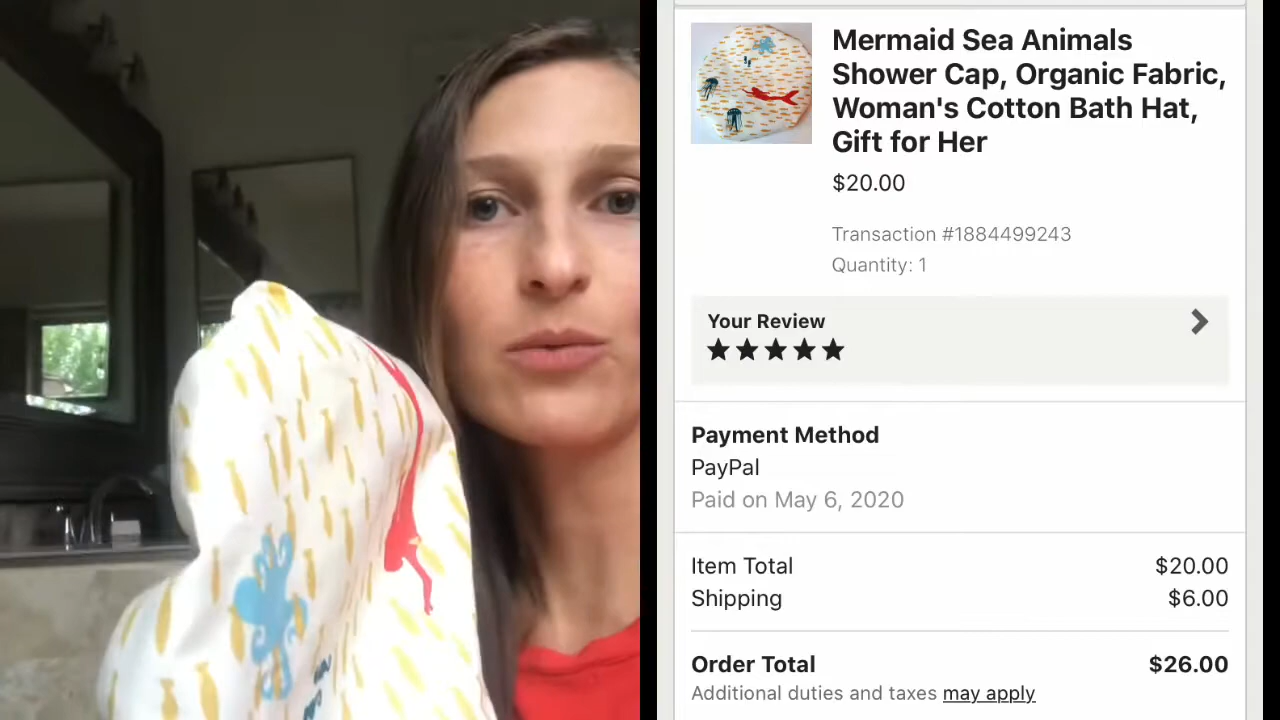 Mermaid Sea Animals
Shower Cap, Organic Fabric,
Woman's Cotton Bath Hat,
Gift for Her
$20.00
Transaction #1884499243
Quantity: 1
Your Review
Payment Method
PayPal
Paid on May 6, 2020
Item Total $20.00
Shipping $6.00
Order Total $26.00
Additional duties and taxes may apply